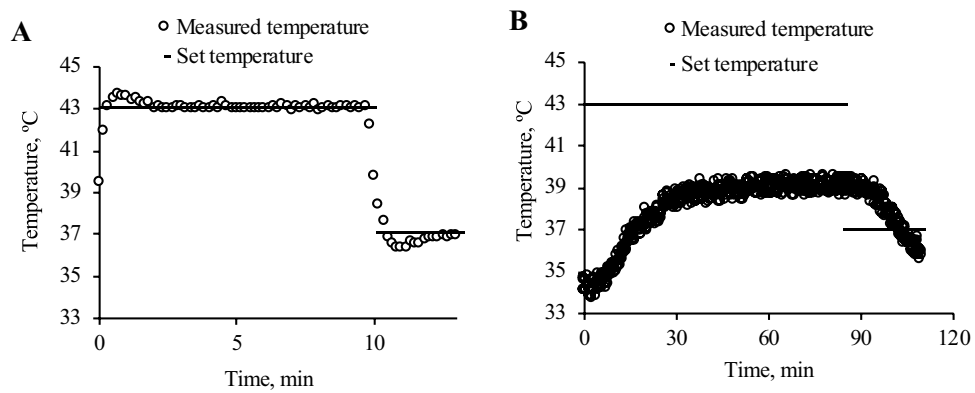 A
Measured temperature
Set temperature
45
43
41
39
37
35
33
Temperature, ºC
0
5
10
Time, min
B
Measured temperature
Set temperature
45
43
41
39
37
35
33
Temperature, ºC
0
30
60
90
120
Time, min